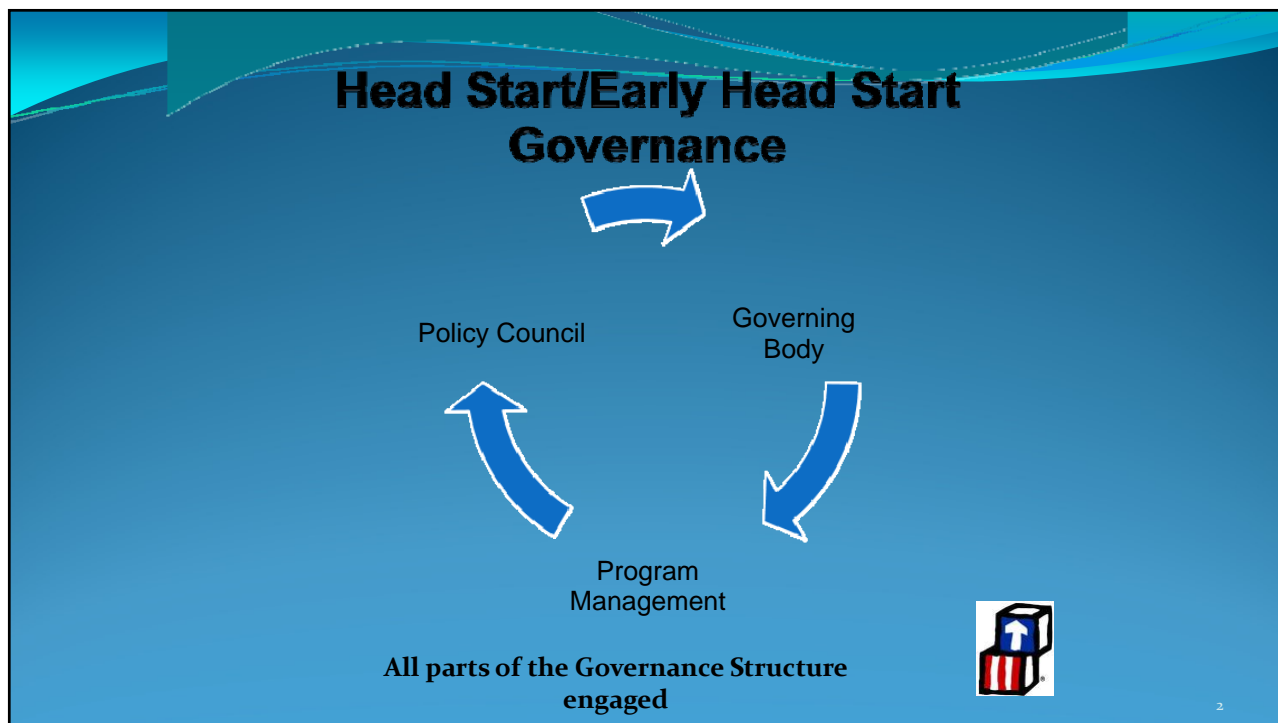 Head Start/Early Head Start
Governance
Policy Council
Governing
Body
Program
Management
All parts of the Governance Structure
engaged
2